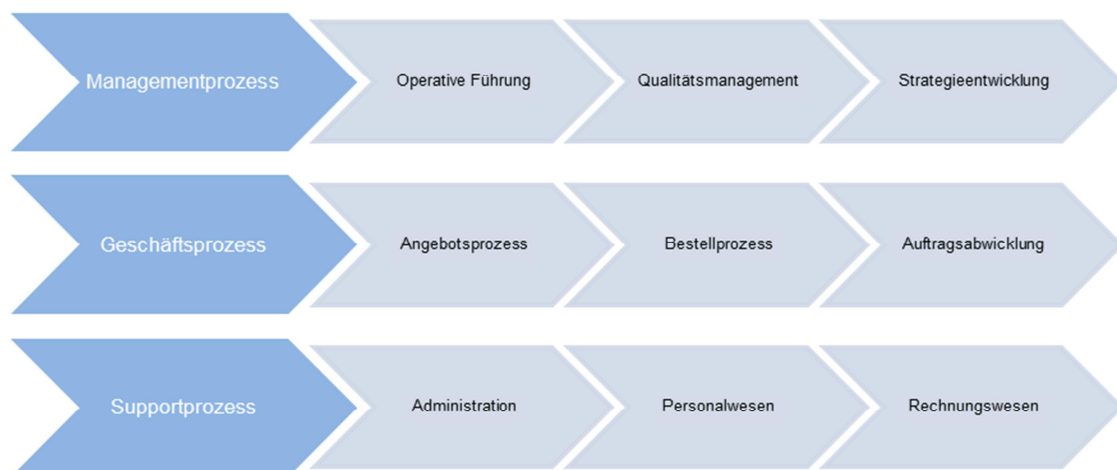 Managementprozess
Operative Führung
Qualitätsmanagement
Strategieentwicklung
Geschäftsprozess
Angebotsprozess
Bestellprozess
Auftragsabwicklung
Supportprozess
Administration
Personalwesen
Rechnungswesen